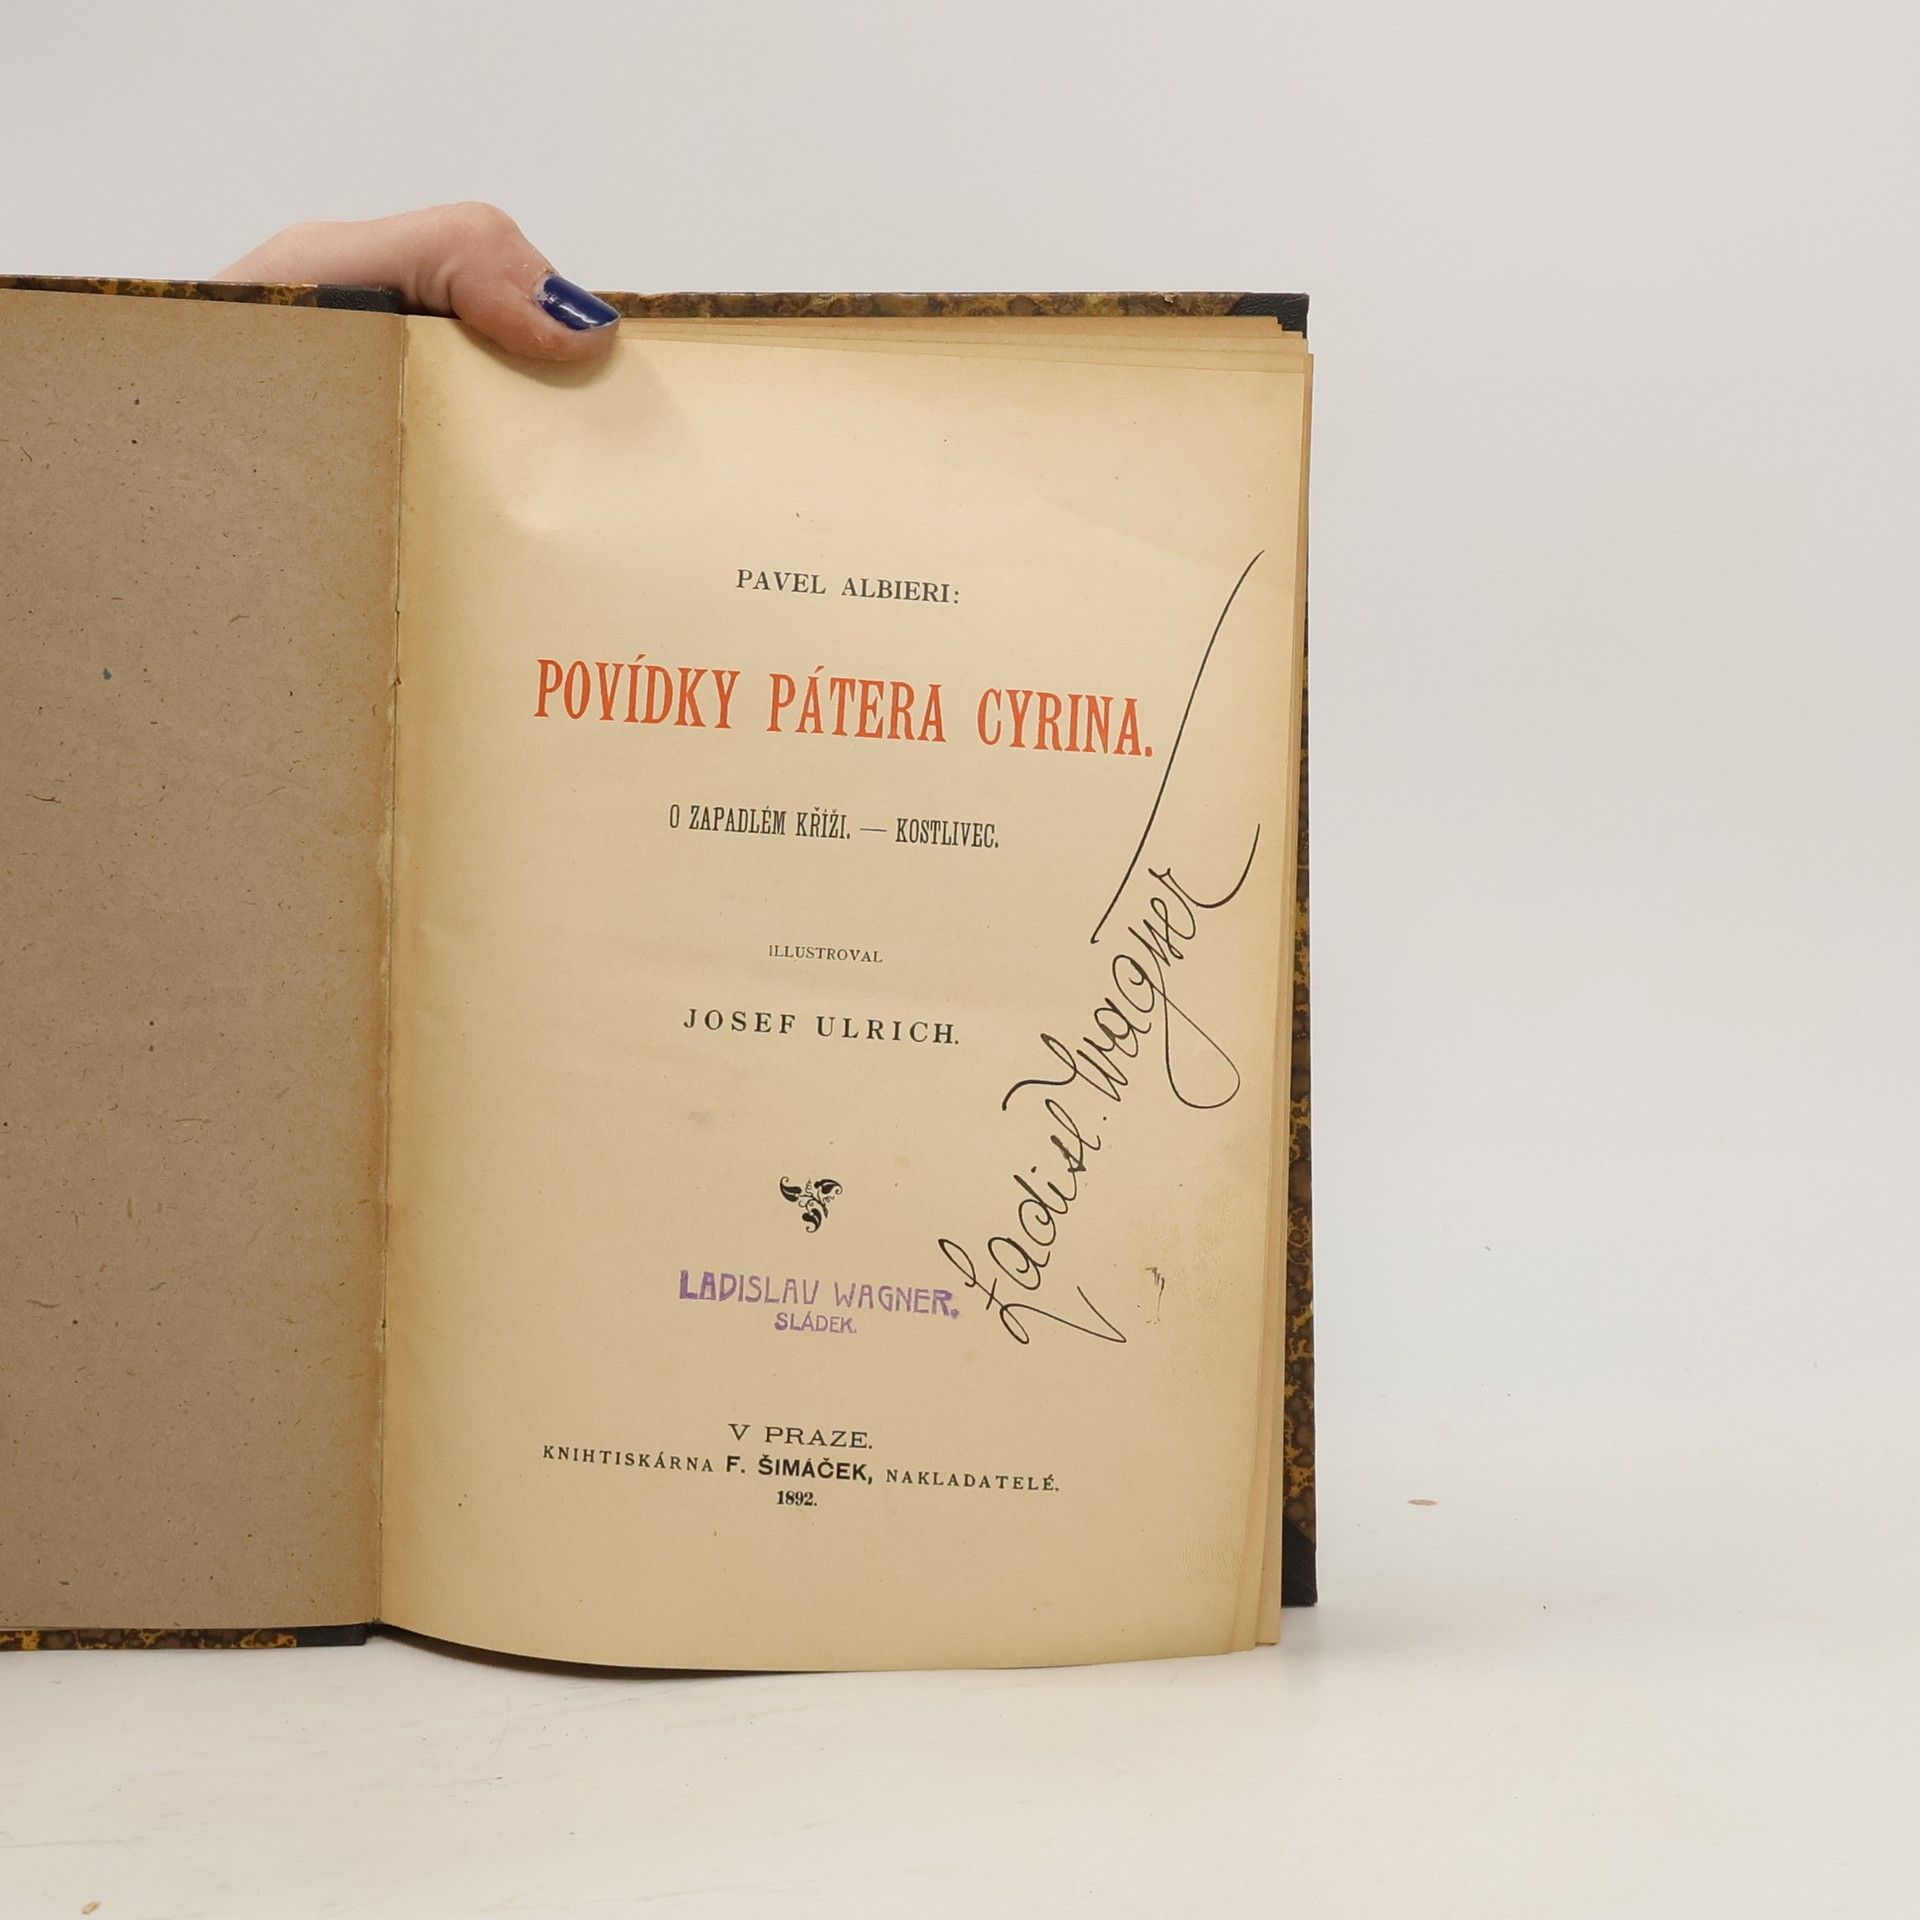 PAVEL ALBIERI:
POVÍDKY PÁTERA CYRINA.
O ZAPADLÉM KŘÍŽI. — KOSTLIVEC.
ILLUSTROVAL
JOSEF ULRICH.
Ladisl. Wagner
LADISLAV WAGNER.
SLÁDEK.
V PRAZE.
KNIHTISKÁRNA F. ŠIMÁČEK, NAKLADATELÉ.
1892.